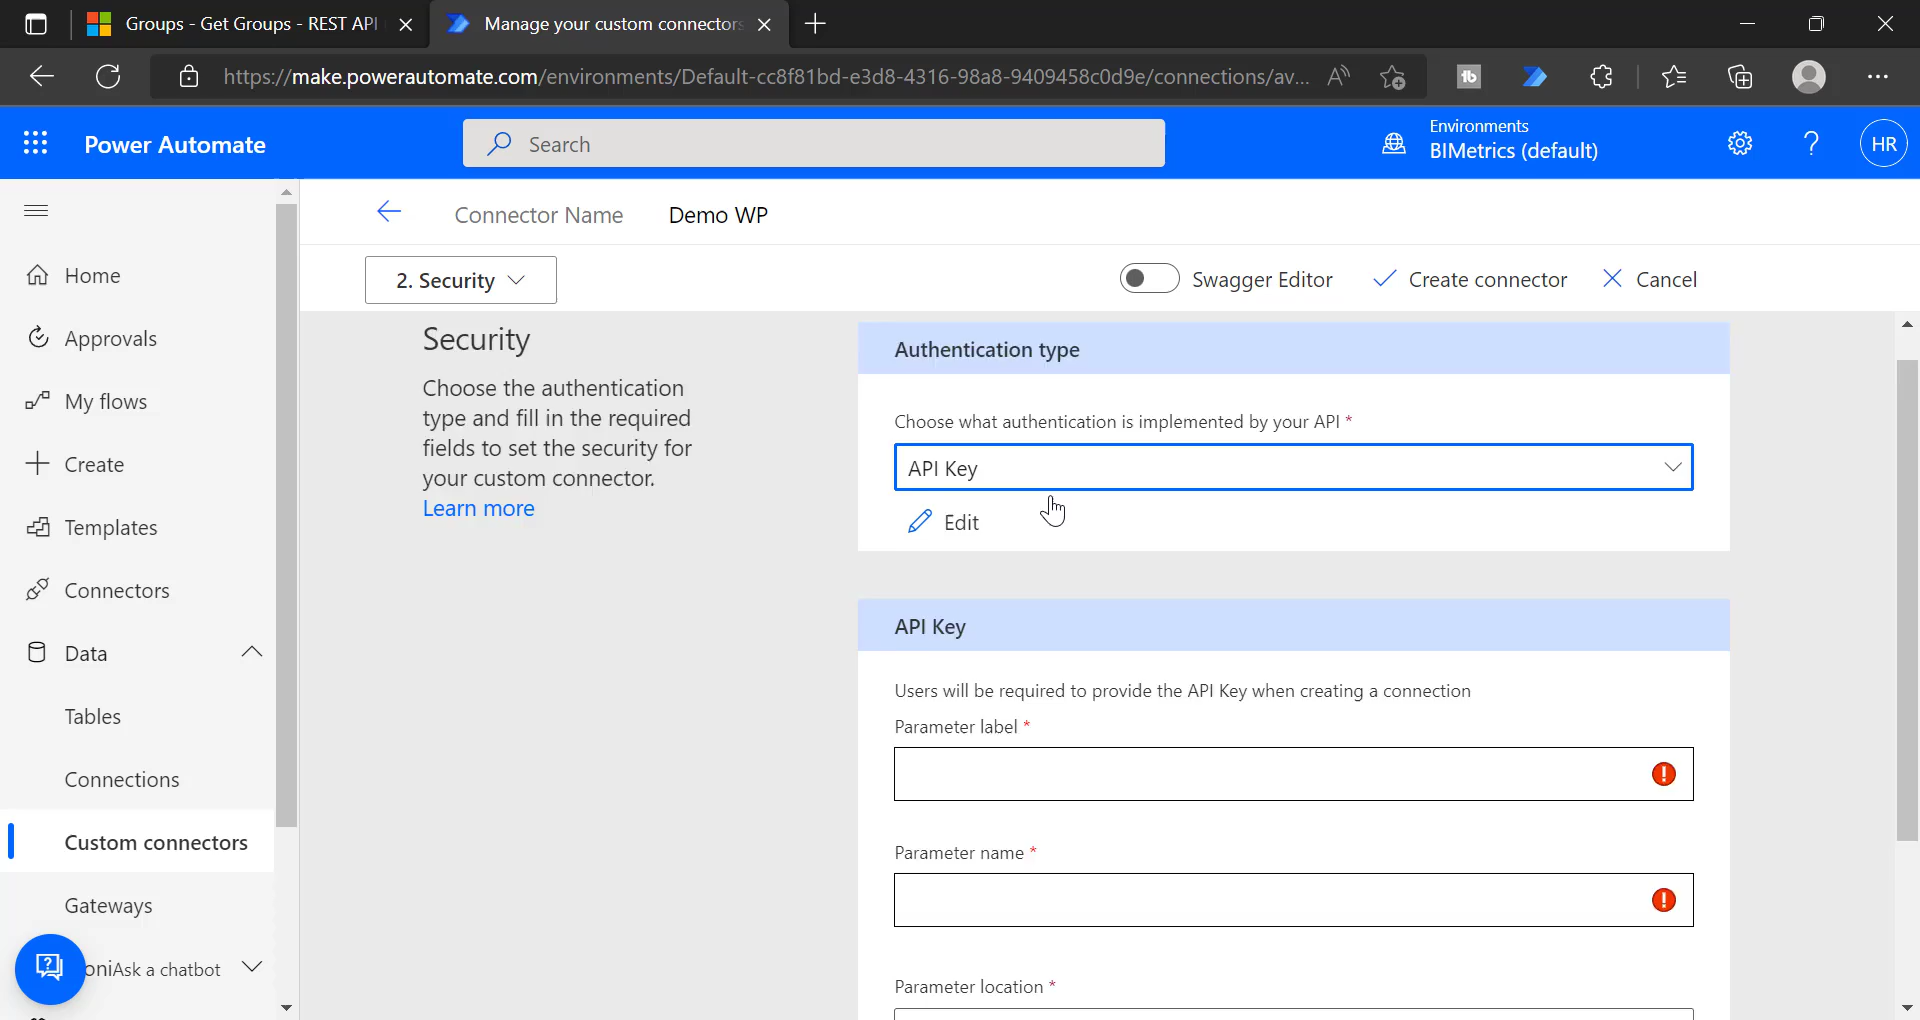 Groups - Get Groups - REST API
Manage your custom connectors
https://make.powerautomate.com/environments/Default-cc8f81bd-e3d8-4316-98a8-9409458c0d9e/connections/av...
Power Automate
Search
Environments
BIMetrics (default)
HR
Connector Name
Demo WP
2. Security
Swagger Editor
Create connector
Cancel
Home
Approvals
My flows
Create
Templates
Connectors
Data
Tables
Connections
Custom connectors
Gateways
Ask a chatbot
Security
Choose the authentication
type and fill in the required
fields to set the security for
your custom connector.
Learn more
Authentication type
Choose what authentication is implemented by your API *
API Key
Edit
API Key
Users will be required to provide the API Key when creating a connection
Parameter label *
Parameter name *
Parameter location *